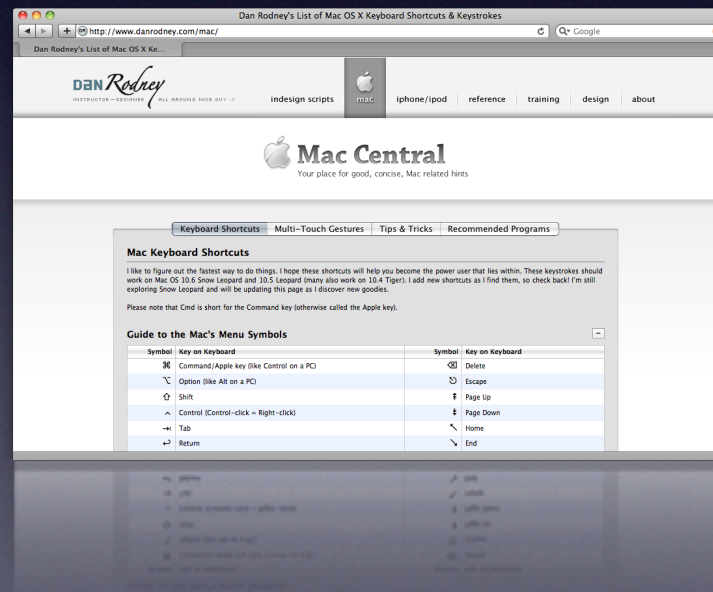 Dan Rodney's List of Mac OS X Keyboard Shortcuts & Keystrokes
http://www.danrodney.com/mac/
Google
Dan Rodney's List of Mac OS X Ke...
Dan Rodney
INSTRUCTOR—DESIGNER ALL AROUND NICE GUY :)
indesign scripts mac iphone/ipod reference training design about
Mac Central
Your place for good, concise, Mac related hints
Keyboard Shortcuts Multi-Touch Gestures Tips & Tricks Recommended Programs
Mac Keyboard Shortcuts
I like to figure out the fastest way to do things. I hope these shortcuts will help you become the power user that lies within. These keystrokes should
work on Mac OS 10.6 Snow Leopard and 10.5 Leopard (many also work on 10.4 Tiger). I add new shortcuts as I find them, so check back! I'm still
exploring Snow Leopard and will be updating this page as I discover new goodies.
Please note that Cmd is short for the Command key (otherwise called the Apple key).
Guide to the Mac's Menu Symbols
Symbol Key on Keyboard Symbol Key on Keyboard
⌘ Command/Apple key (like Control on a PC) ⌫ Delete
⌥ Option (like Alt on a PC) ⎋ Escape
⇧ Shift ⇞ Page Up
⌃ Control (Control-click = Right-click) ⇟ Page Down
⇥ Tab ↖ Home
↩ Return ↘ End